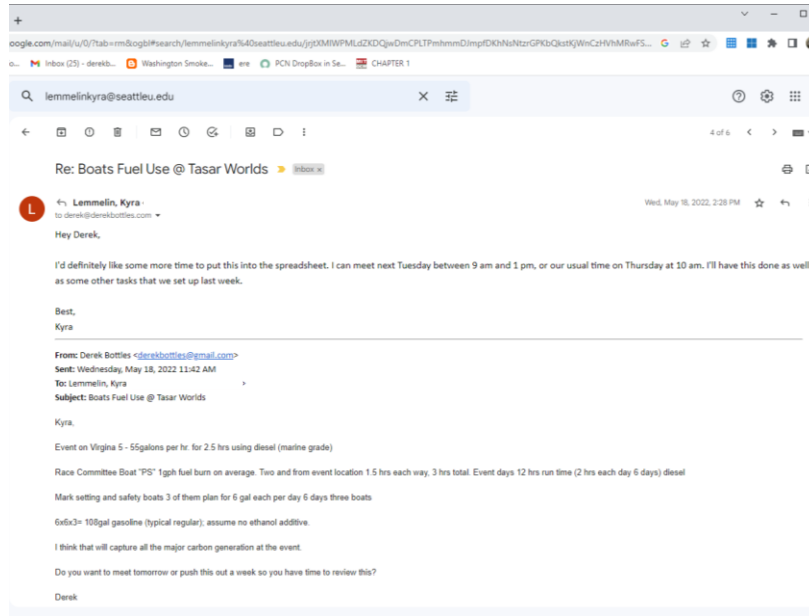 oogle.com/mail/u/0/?tab=rm&ogbl#search/lemmelinkyra%40seattleu.edu/
Inbox (25) - derekb... Washington Smoke... ere PCN DropBox in Se... CHAPTER 1
lemmelinkyra@seattleu.edu
4 of 6
Re: Boats Fuel Use @ Tasar Worlds Inbox x
L
Lemmelin, Kyra
Wed, May 18, 2022, 2:28 PM
to derek@derekbottles.com
Hey Derek,
I'd definitely like some more time to put this into the spreadsheet. I can meet next Tuesday between 9 am and 1 pm, or our usual time on Thursday at 10 am. I'll have this done as well
as some other tasks that we set up last week.
Best,
Kyra
From: Derek Bottles <derekbottles@gmail.com>
Sent: Wednesday, May 18, 2022 11:42 AM
To: Lemmelin, Kyra >
Subject: Boats Fuel Use @ Tasar Worlds
Kyra,
Event on Virgina 5 - 55galons per hr. for 2.5 hrs using diesel (marine grade)
Race Committee Boat "PS" 1gph fuel burn on average. Two and from event location 1.5 hrs each way, 3 hrs total. Event days 12 hrs run time (2 hrs each day 6 days) diesel
Mark setting and safety boats 3 of them plan for 6 gal each per day 6 days three boats
6x6x3= 108gal gasoline (typical regular); assume no ethanol additive.
I think that will capture all the major carbon generation at the event.
Do you want to meet tomorrow or push this out a week so you have time to review this?
Derek